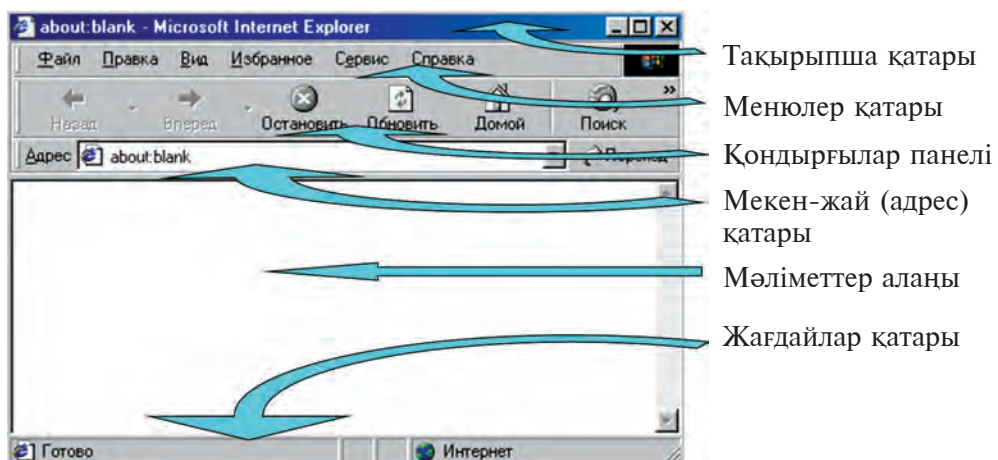 about:blank - Microsoft Internet Explorer
Файл Правка Вид Избранное Сервис Справка
Назад Вперед Остановить Обновить Домой Поиск »
Адрес about:blank Переход
Готово Интернет
Тақырыпша қатары
Менюлер қатары
Қондырғылар панелі
Мекен-жай (адрес)
қатары
Мәліметтер алаңы
Жағдайлар қатары